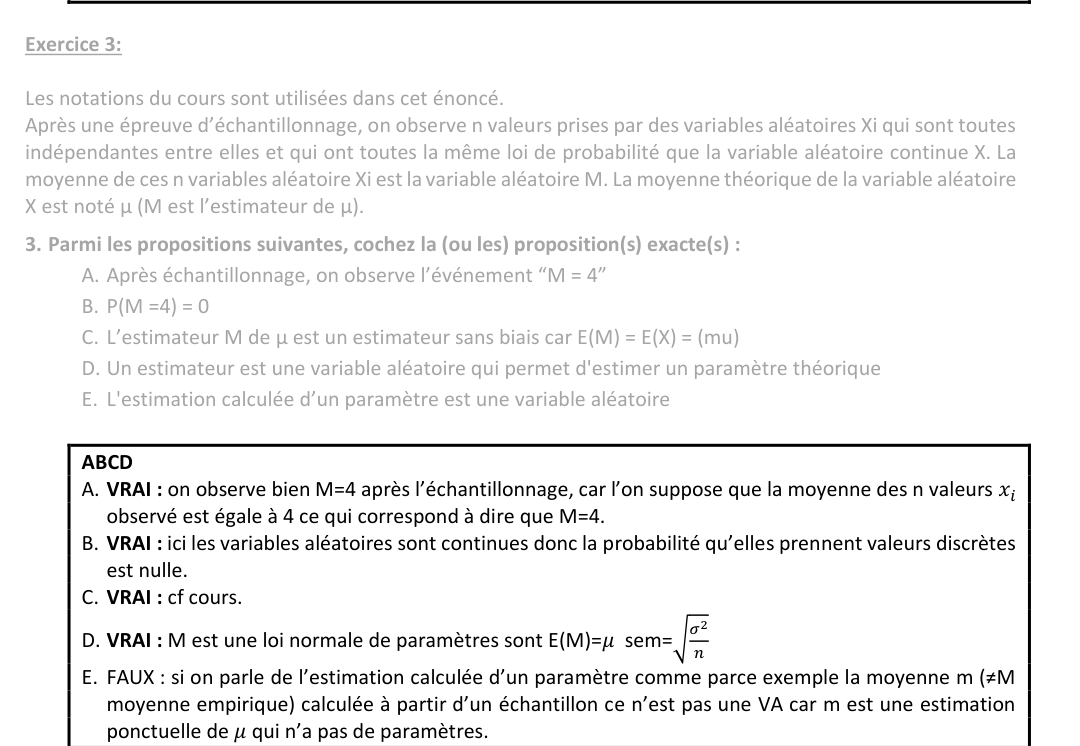 Exercice 3:
Les notations du cours sont utilisées dans cet énoncé.
Après une épreuve d’échantillonnage, on observe n valeurs prises par des variables aléatoires Xi qui sont toutes
indépendantes entre elles et qui ont toutes la même loi de probabilité que la variable aléatoire continue X. La
moyenne de ces n variables aléatoire Xi est la variable aléatoire M. La moyenne théorique de la variable aléatoire
X est noté μ (M est l’estimateur de μ).
3. Parmi les propositions suivantes, cochez la (ou les) proposition(s) exacte(s) :
A. Après échantillonnage, on observe l’événement “M = 4”
B. P(M =4) = 0
C. L’estimateur M de μ est un estimateur sans biais car E(M) = E(X) = (mu)
D. Un estimateur est une variable aléatoire qui permet d'estimer un paramètre théorique
E. L'estimation calculée d’un paramètre est une variable aléatoire
ABCD
A. VRAI : on observe bien M=4 après l’échantillonnage, car l’on suppose que la moyenne des n valeurs 𝑥ᵢ
observé est égale à 4 ce qui correspond à dire que M=4.
B. VRAI : ici les variables aléatoires sont continues donc la probabilité qu’elles prennent valeurs discrètes
est nulle.
C. VRAI : cf cours.
D. VRAI : M est une loi normale de paramètres sont E(M)=𝜇 sem=√(𝜎²/n)
E. FAUX : si on parle de l’estimation calculée d’un paramètre comme parce exemple la moyenne m (≠M
moyenne empirique) calculée à partir d’un échantillon ce n’est pas une VA car m est une estimation
ponctuelle de 𝜇 qui n’a pas de paramètres.